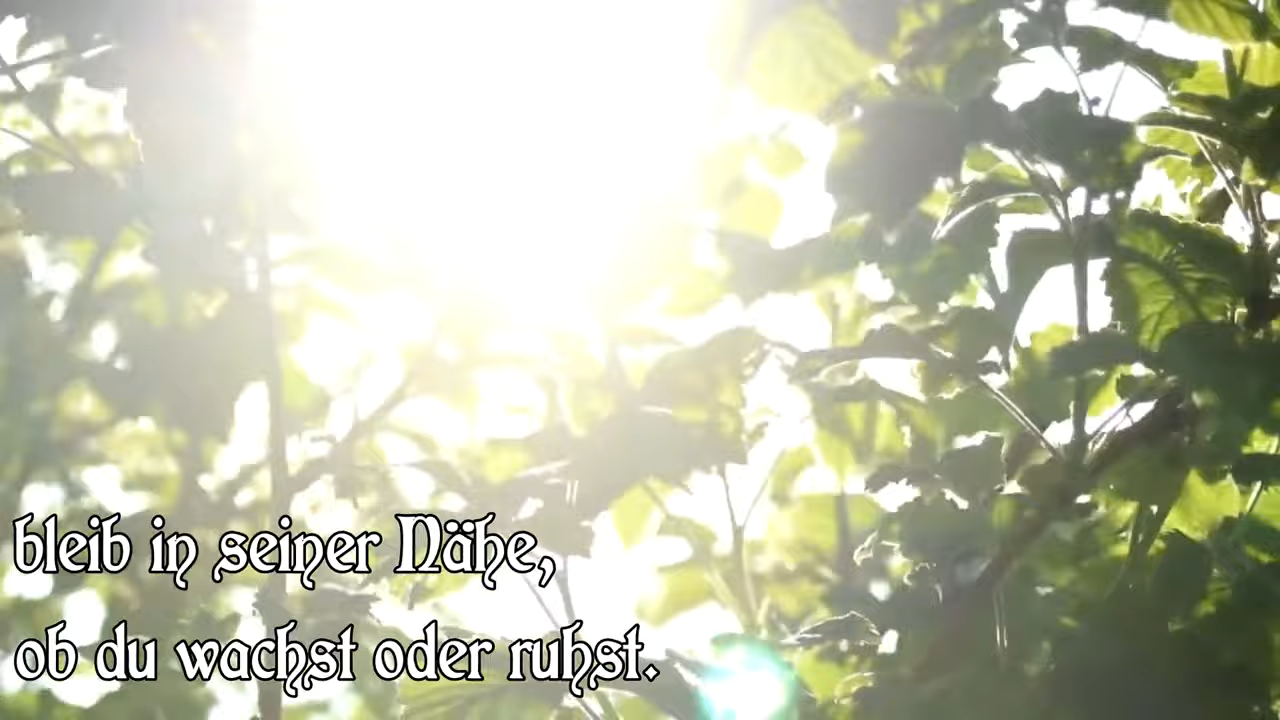 bleib in seiner Nähe,
ob du wachst oder ruhst.